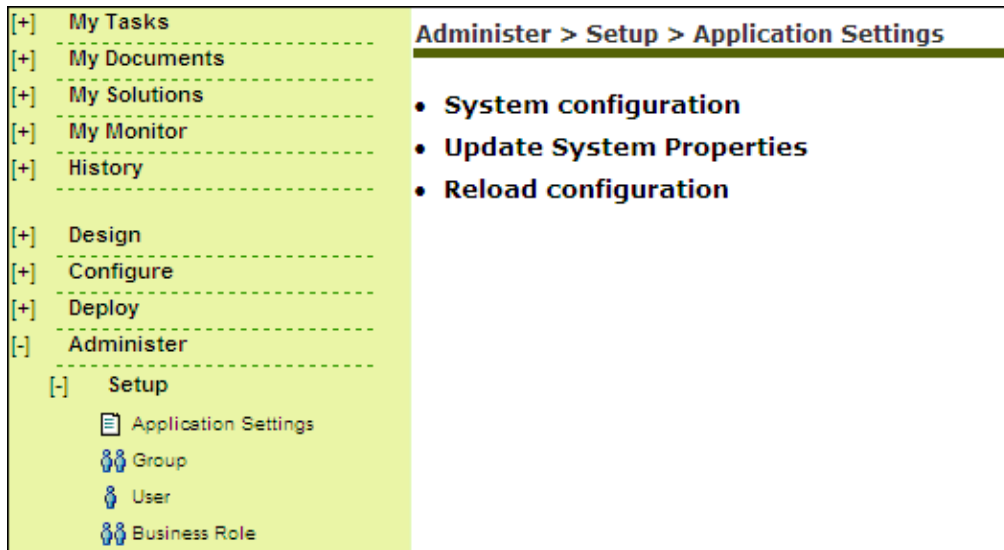 [+] My Tasks
[+] My Documents
[+] My Solutions
[+] My Monitor
[+] History
[+] Design
[+] Configure
[+] Deploy
[-] Administer
[-] Setup
Application Settings
Group
User
Business Role
Administer > Setup > Application Settings
• System configuration
• Update System Properties
• Reload configuration